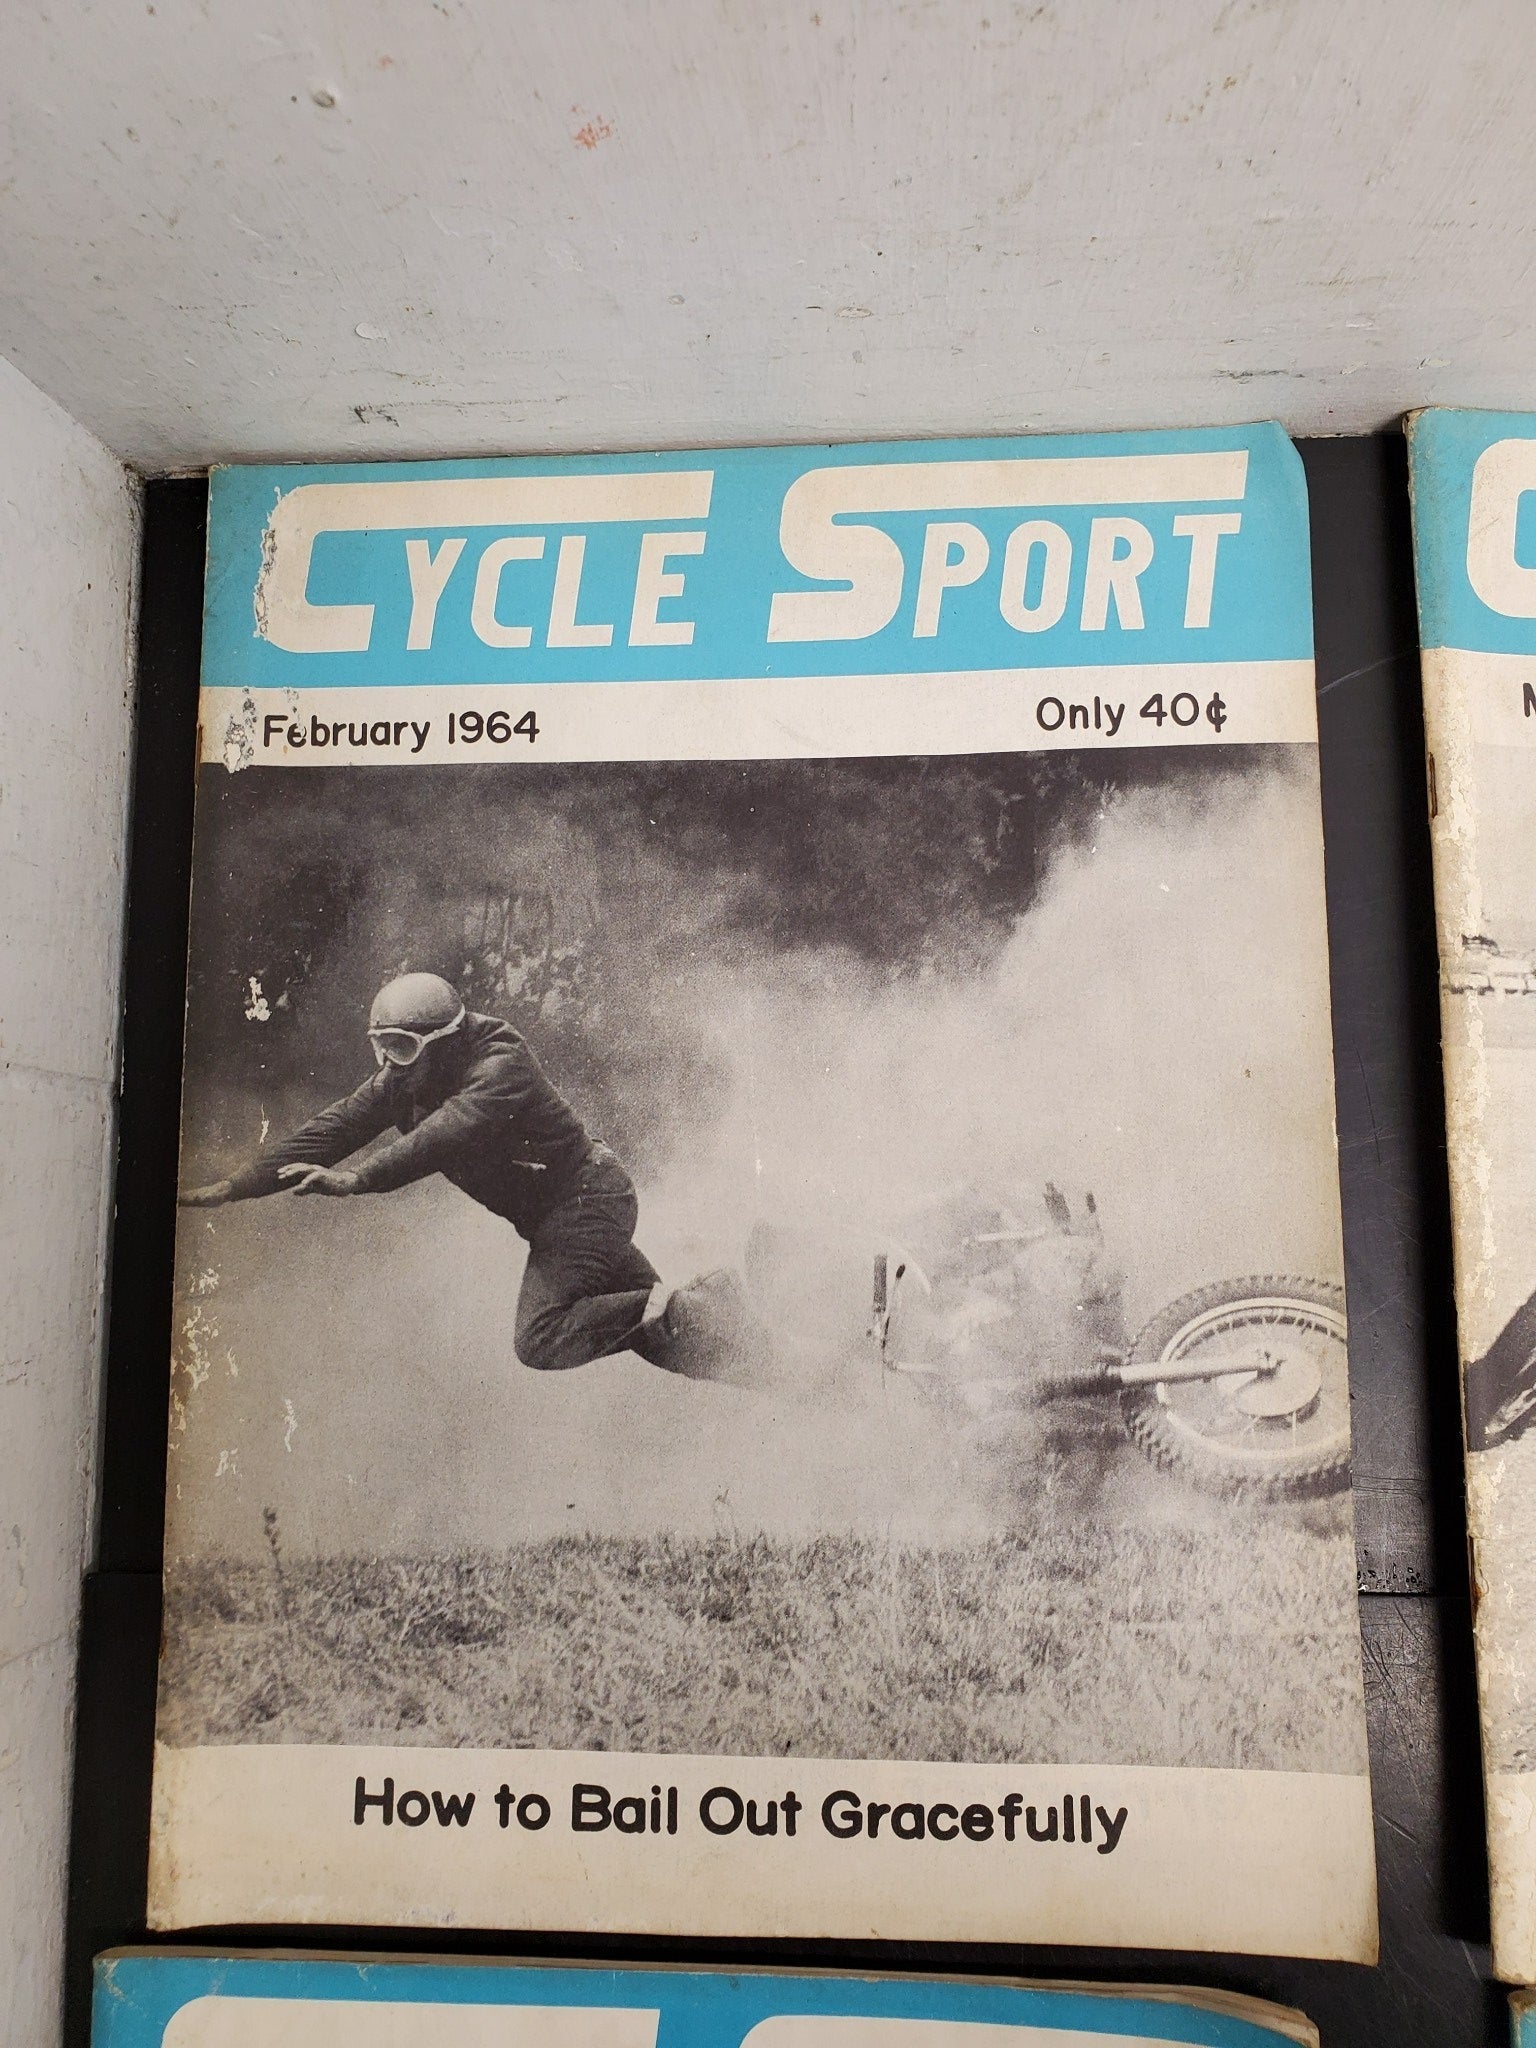 CYCLE SPORT
February 1964 Only 40¢
How to Bail Out Gracefully